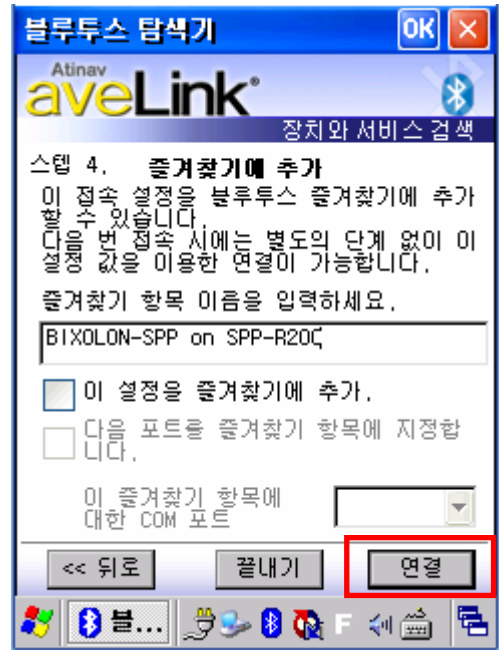 블루투스 탐색기 OK
Atinav
aveLink®
장치와 서비스 검색
스텝 4. 즐겨찾기에 추가
이 접속 설정을 블루투스 즐겨찾기에 추가
할 수 있습니다.
다음 번 접속 시에는 별도의 단계 없이 이
설정 값을 이용한 연결이 가능합니다.
즐겨찾기 항목 이름을 입력하세요.
BIXOLON-SPP on SPP-R20
이 설정을 즐겨찾기에 추가.
다음 포트를 즐겨찾기 항목에 지정합
니다.
이 즐겨찾기 항목에
대한 COM 포트
<< 뒤로 끝내기 연결
블... F